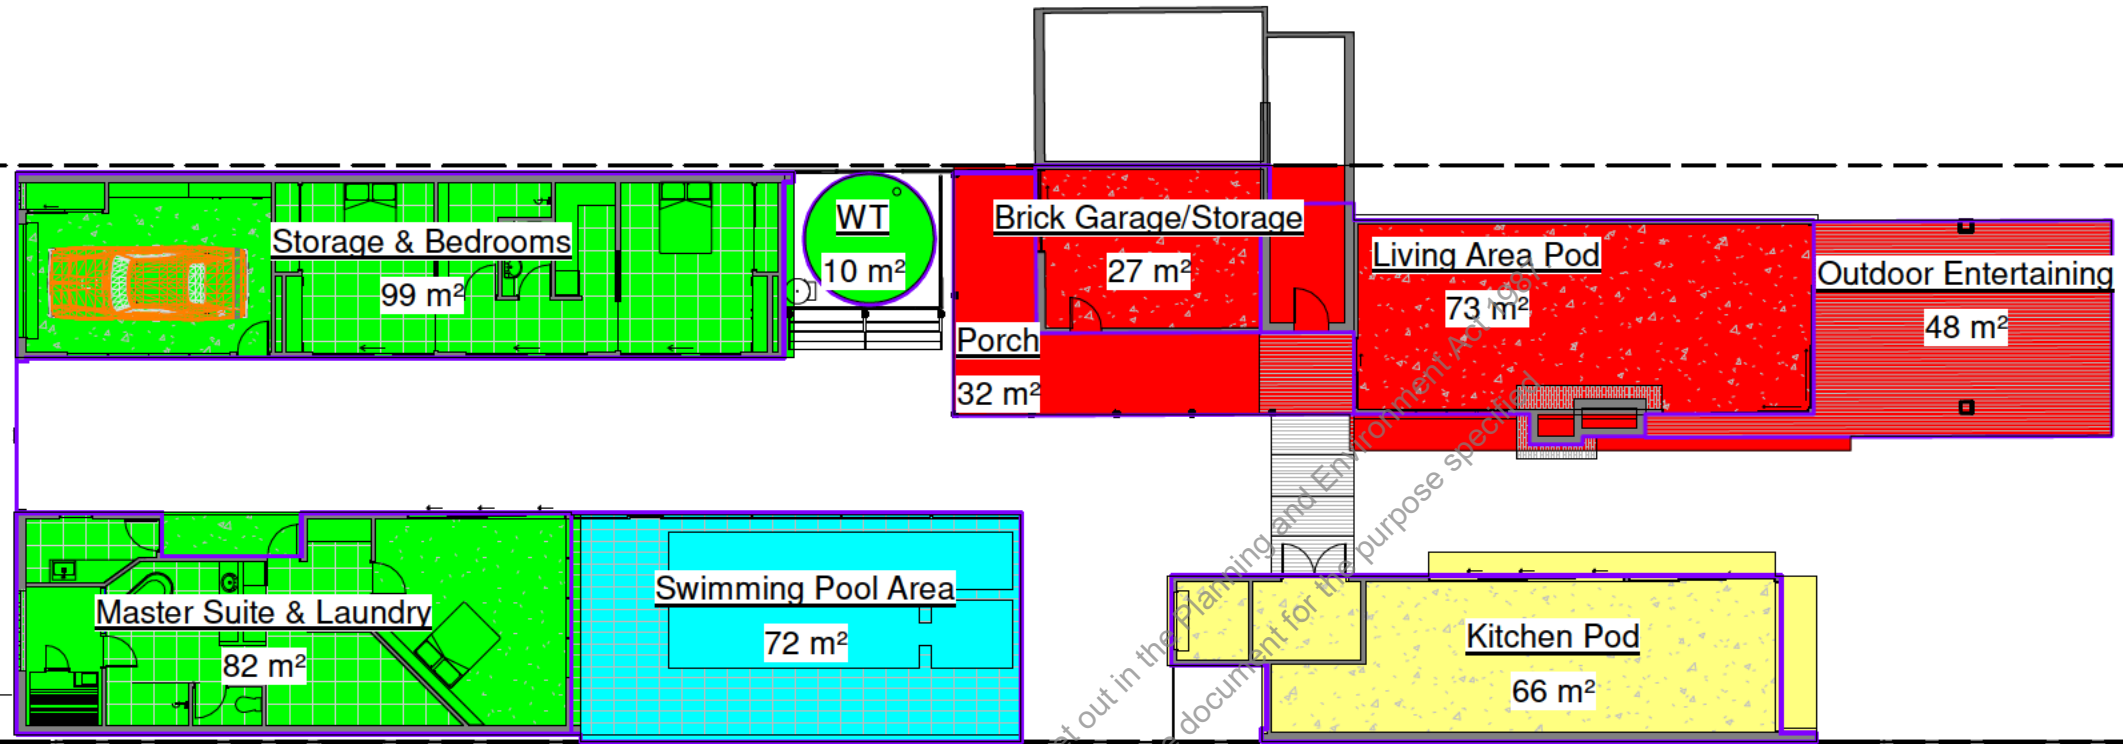 Storage & Bedrooms
99 m²
WT
10 m²
Brick Garage/Storage
27 m²
Porch
32 m²
Living Area Pod
73 m²
Outdoor Entertaining
48 m²
Master Suite & Laundry
82 m²
Swimming Pool Area
72 m²
Kitchen Pod
66 m²
et out in the Planning and Environment Act 1987
document for the purpose specified